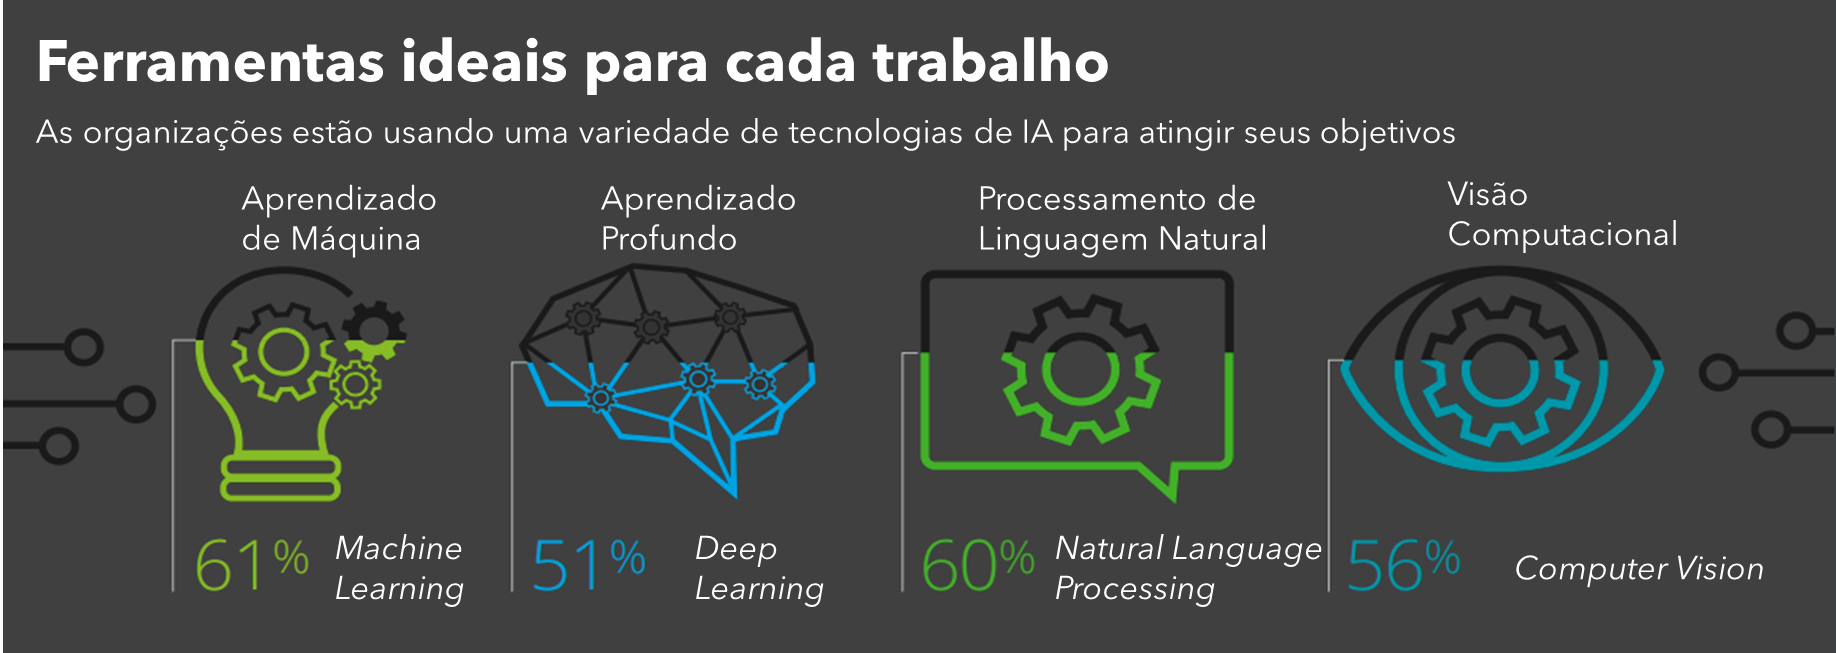 Ferramentas ideais para cada trabalho
As organizações estão usando uma variedade de tecnologias de IA para atingir seus objetivos
Aprendizado
de Máquina
Aprendizado
Profundo
Processamento de
Linguagem Natural
Visão
Computacional
61% Machine
Learning
51% Deep
Learning
60% Natural Language
Processing
56% Computer Vision